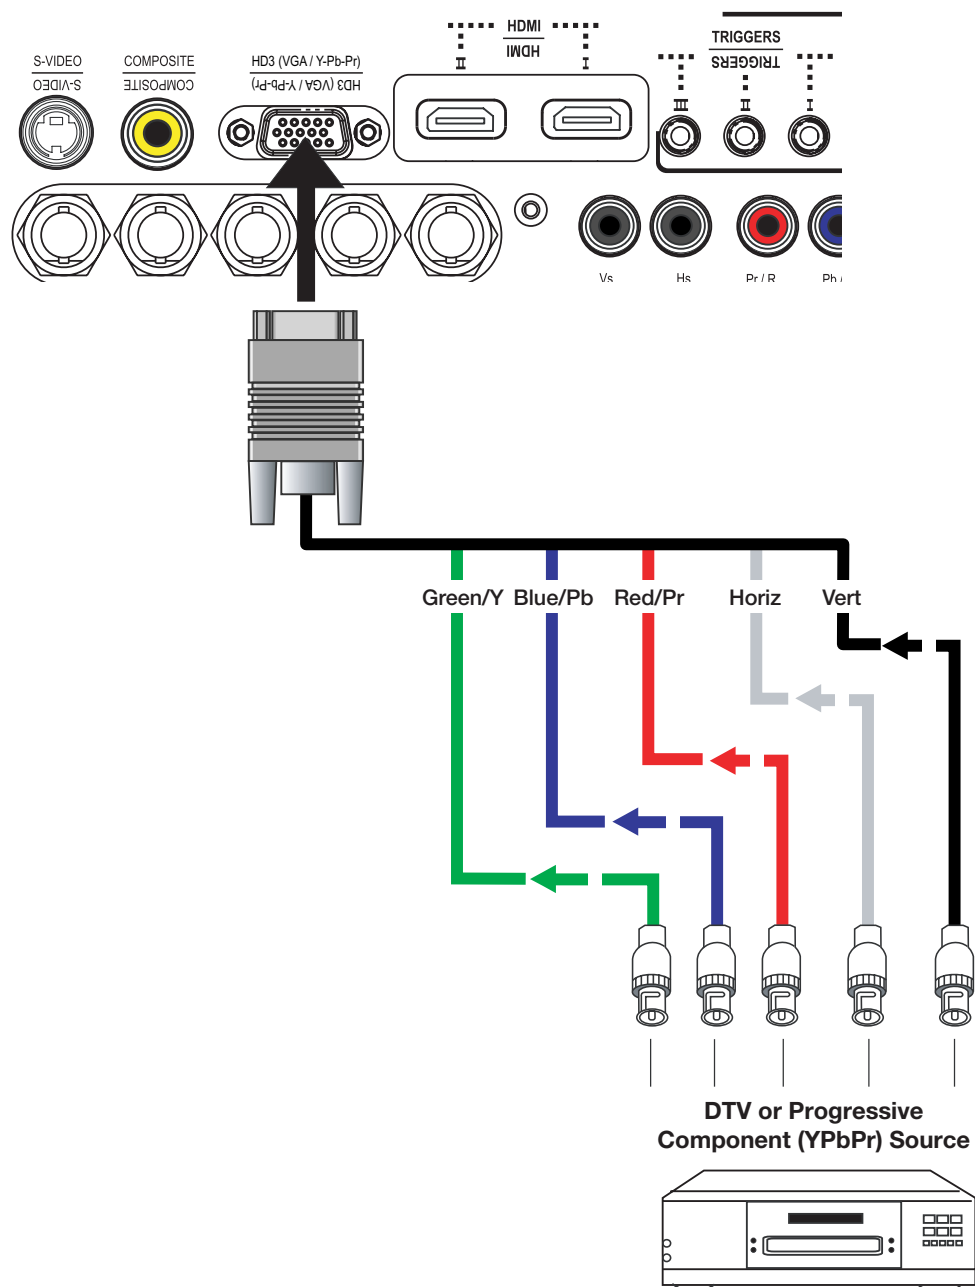 HDMI
HDMI
II
I
TRIGGERS
TRIGGERS
III
II
I
S-VIDEO
S-VIDEO
COMPOSITE
COMPOSITE
HD3 (VGA / Y-Pb-Pr)
HD3 (VGA / Y-Pb-Pr)
Vs
Hs
Pr / R
Pb /
Green/Y
Blue/Pb
Red/Pr
Horiz
Vert
DTV or Progressive
Component (YPbPr) Source